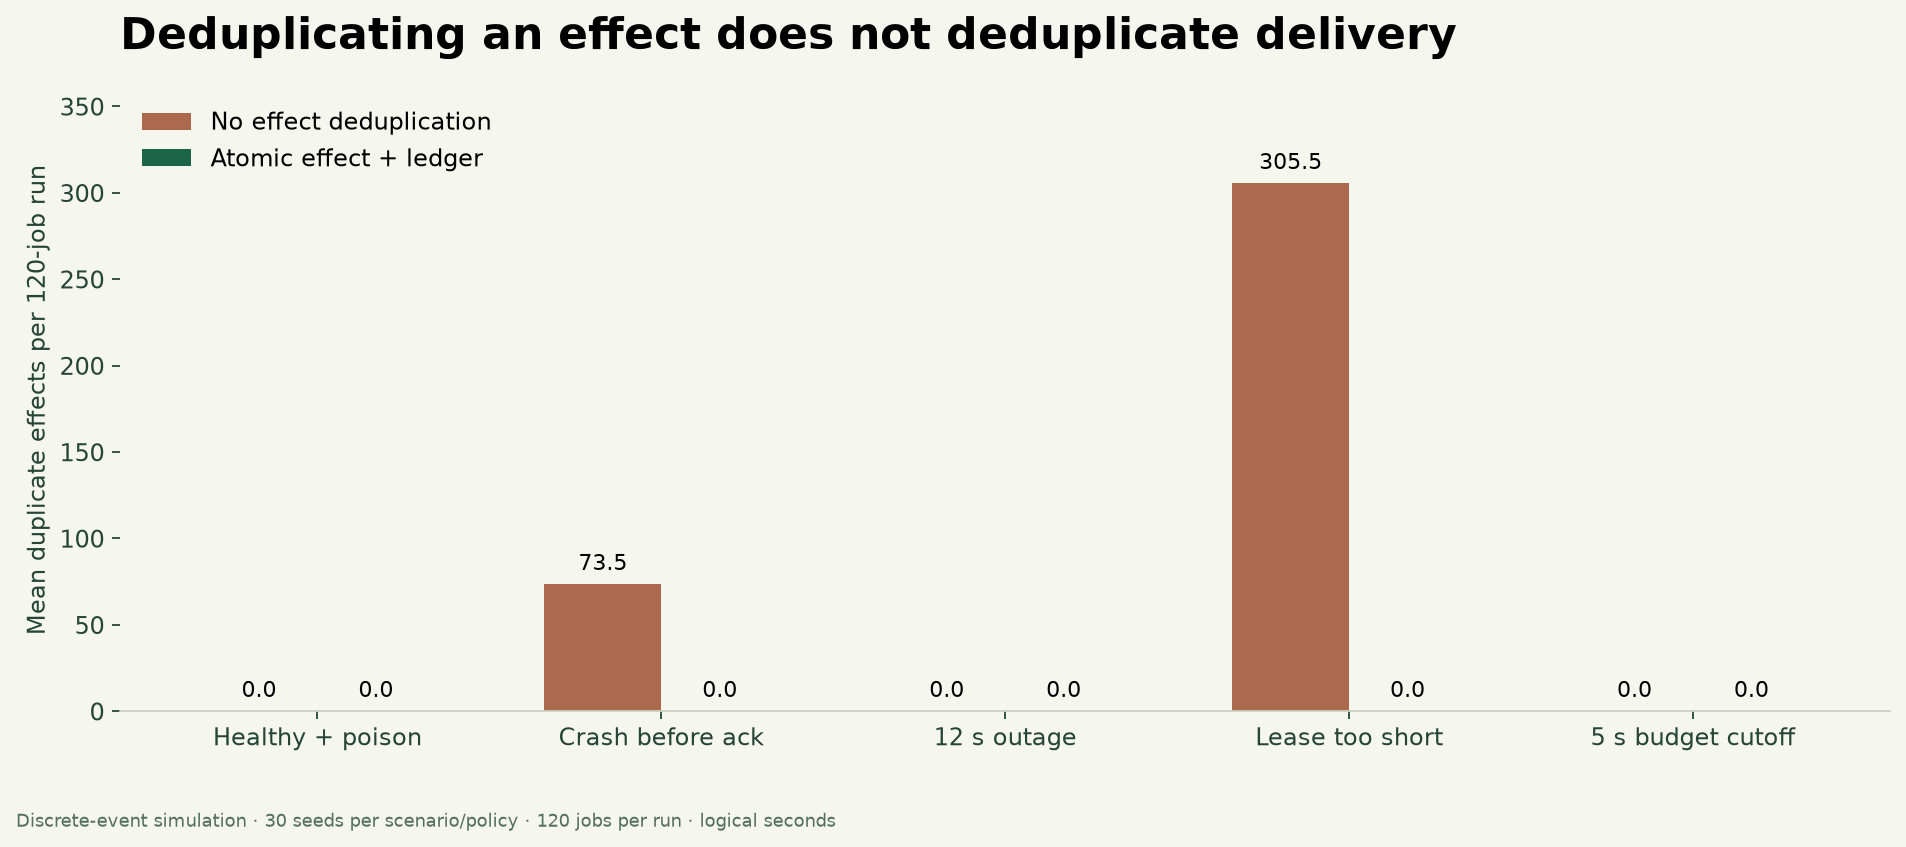 Deduplicating an effect does not deduplicate delivery
Mean duplicate effects per 120-job run
350
300
250
200
150
100
50
0
No effect deduplication
Atomic effect + ledger
0.0
0.0
73.5
0.0
0.0
0.0
305.5
0.0
0.0
0.0
Healthy + poison
Crash before ack
12 s outage
Lease too short
5 s budget cutoff
Discrete-event simulation · 30 seeds per scenario/policy · 120 jobs per run · logical seconds